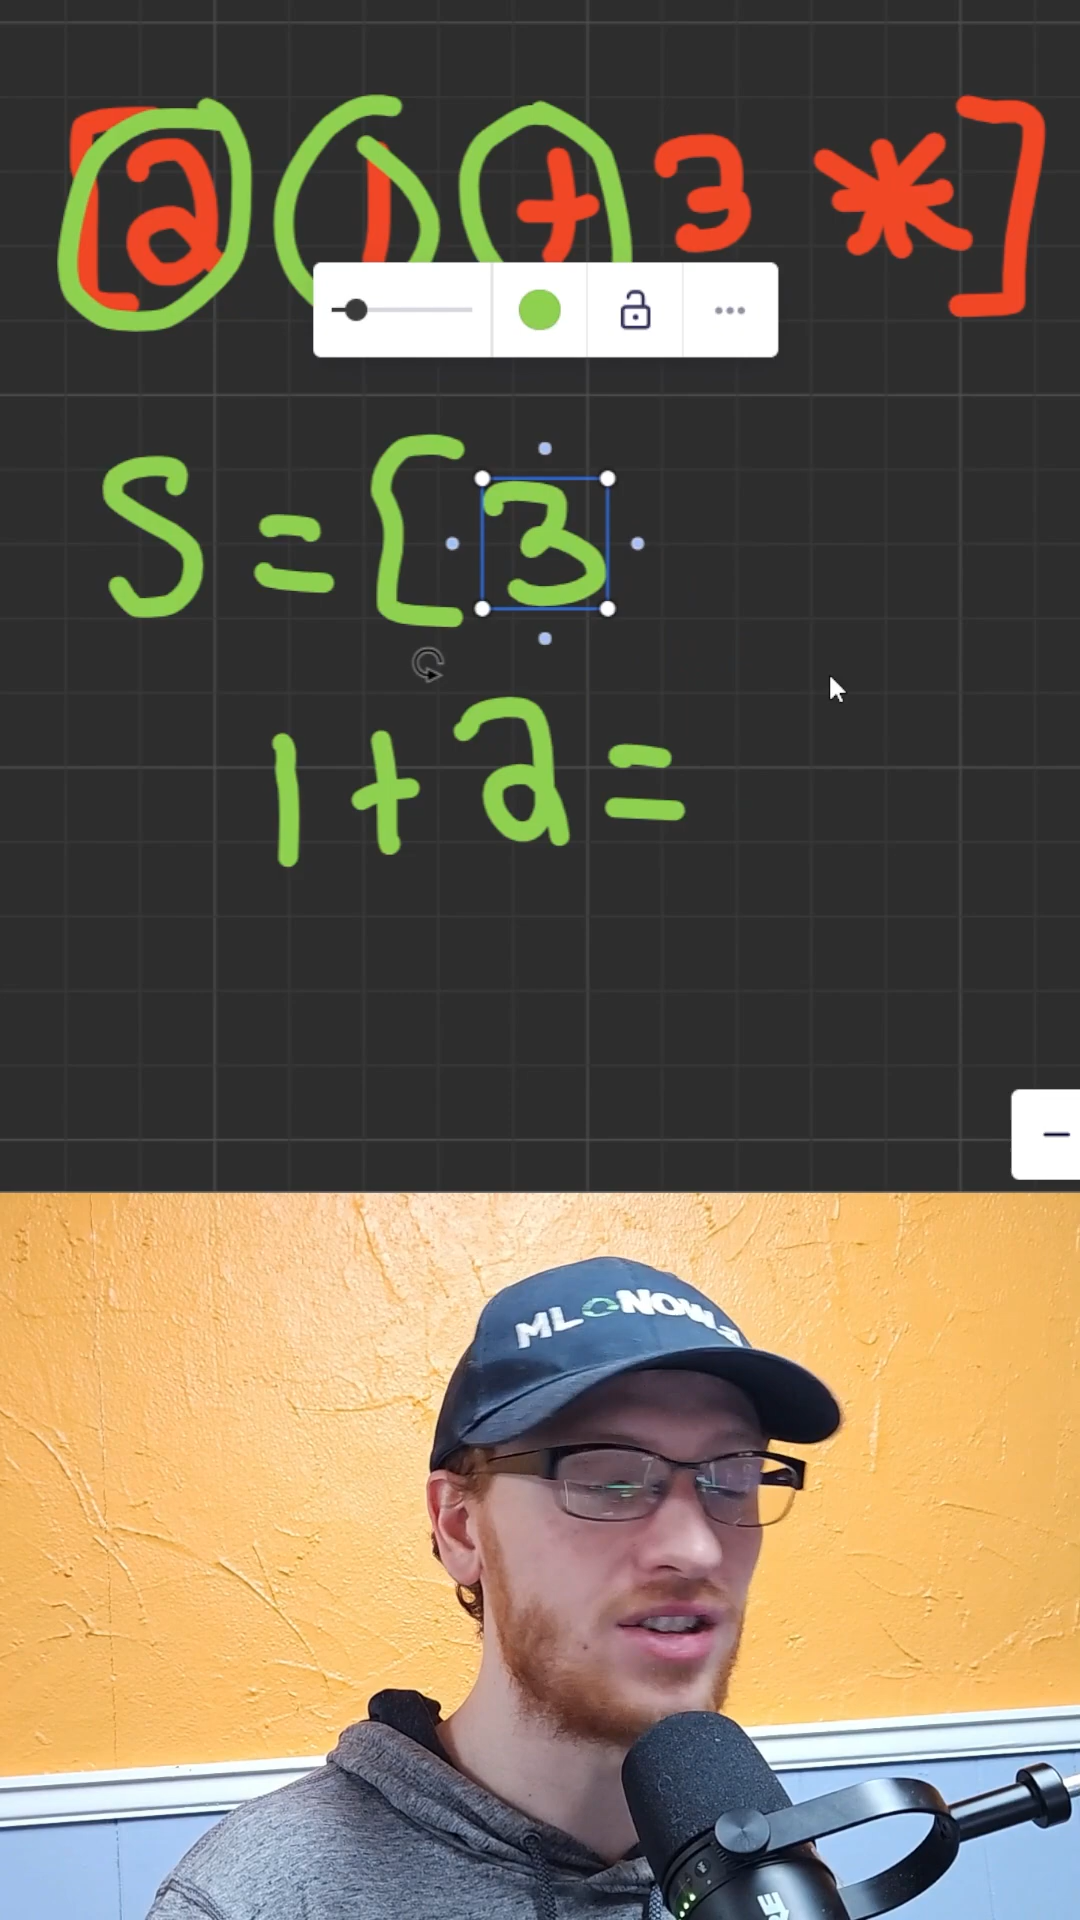 [2 1 + 3 *]
S = [3
1 + 2 =
ML NOW